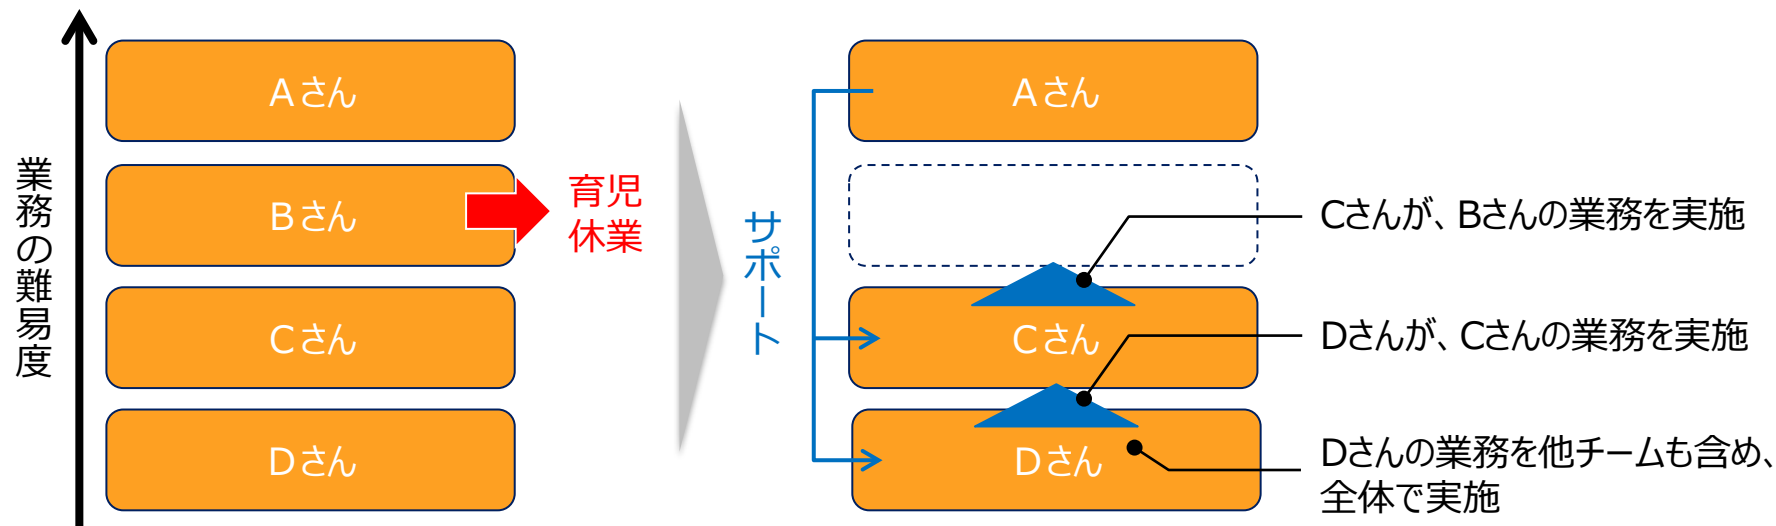 業務の難易度
Aさん
Bさん
育児
休業
Cさん
Dさん
サポート
Aさん
Cさんが、Bさんの業務を実施
Cさん
Dさんが、Cさんの業務を実施
Dさん
Dさんの業務を他チームも含め、
全体で実施